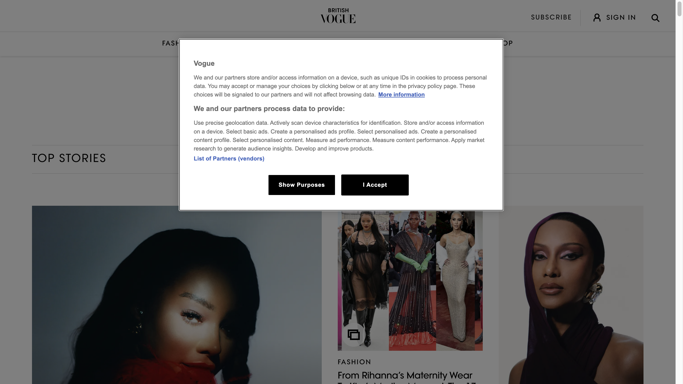 BRITISH
VOGUE
SUBSCRIBE
SIGN IN
FASH
OP
Vogue
We and our partners store and/or access information on a device, such as unique IDs in cookies to process personal
data. You may accept or manage your choices by clicking below or at any time in the privacy policy page. These
choices will be signaled to our partners and will not affect browsing data. More information
We and our partners process data to provide:
Use precise geolocation data. Actively scan device characteristics for identification. Store and/or access information
on a device. Select basic ads. Create a personalised ads profile. Select personalised ads. Create a personalised
content profile. Select personalised content. Measure ad performance. Measure content performance. Apply market
research to generate audience insights. Develop and improve products.
List of Partners (vendors)
Show Purposes
I Accept
TOP STORIES
FASHION
From Rihanna's Maternity Wear